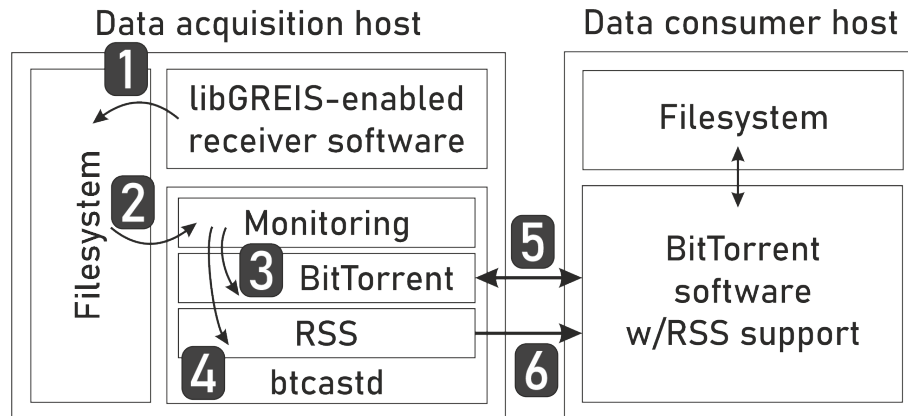 Data acquisition host
Data consumer host
1
libGREIS-enabled
receiver software
Filesystem
2
Monitoring
3
BitTorrent
RSS
4
btcastd
5
6
Filesystem
BitTorrent
software
w/RSS support